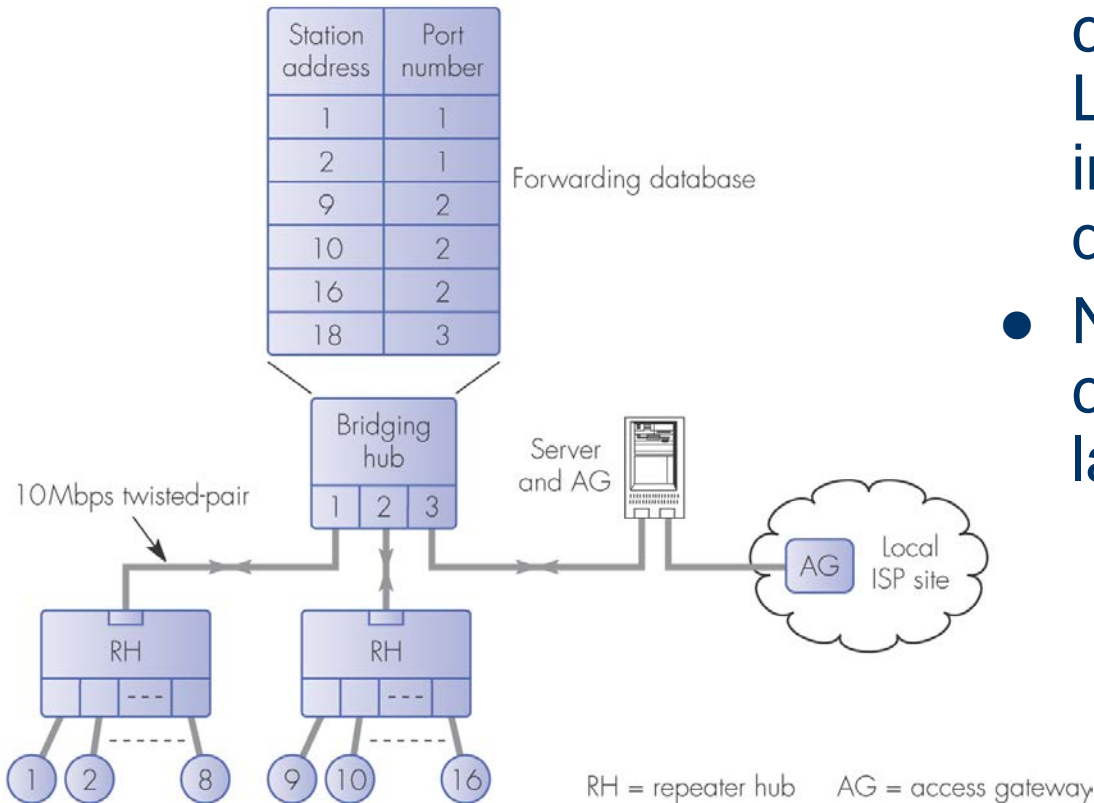 Station address
Port number
1 1
2 1
9 2
10 2
16 2
18 3
Forwarding database
Bridging hub
1 2 3
Server and AG
10Mbps twisted-pair
AG
Local ISP site
RH
RH
---
---
1 2 8
9 10 16
RH = repeater hub AG = access gateway